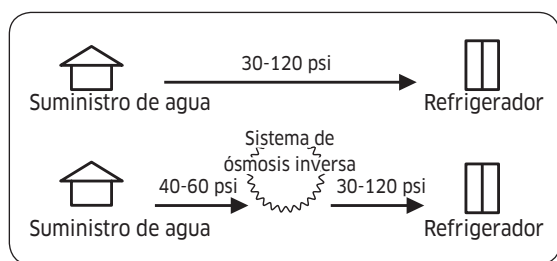 30-120 psi
Suministro de agua
Refrigerador
Sistema de
ósmosis inversa
40-60 psi
30-120 psi
Suministro de agua
Refrigerador